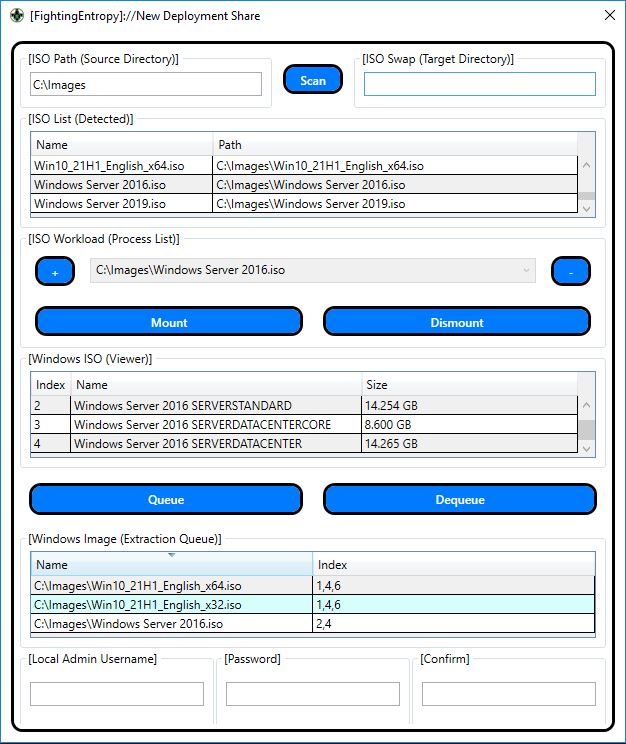 [FightingEntropy]://New Deployment Share
[ISO Path (Source Directory)]
C:\Images
Scan
[ISO Swap (Target Directory)]
[ISO List (Detected)]
Name Path
Win10_21H1_English_x64.iso C:\Images\Win10_21H1_English_x64.iso
Windows Server 2016.iso C:\Images\Windows Server 2016.iso
Windows Server 2019.iso C:\Images\Windows Server 2019.iso
[ISO Workload (Process List)]
+ C:\Images\Windows Server 2016.iso -
Mount Dismount
[Windows ISO (Viewer)]
Index Name Size
2 Windows Server 2016 SERVERSTANDARD 14.254 GB
3 Windows Server 2016 SERVERDATACENTERCORE 8.600 GB
4 Windows Server 2016 SERVERDATACENTER 14.265 GB
Queue Dequeue
[Windows Image (Extraction Queue)]
Name Index
C:\Images\Win10_21H1_English_x64.iso 1,4,6
C:\Images\Win10_21H1_English_x32.iso 1,4,6
C:\Images\Windows Server 2016.iso 2,4
[Local Admin Username] [Password] [Confirm]